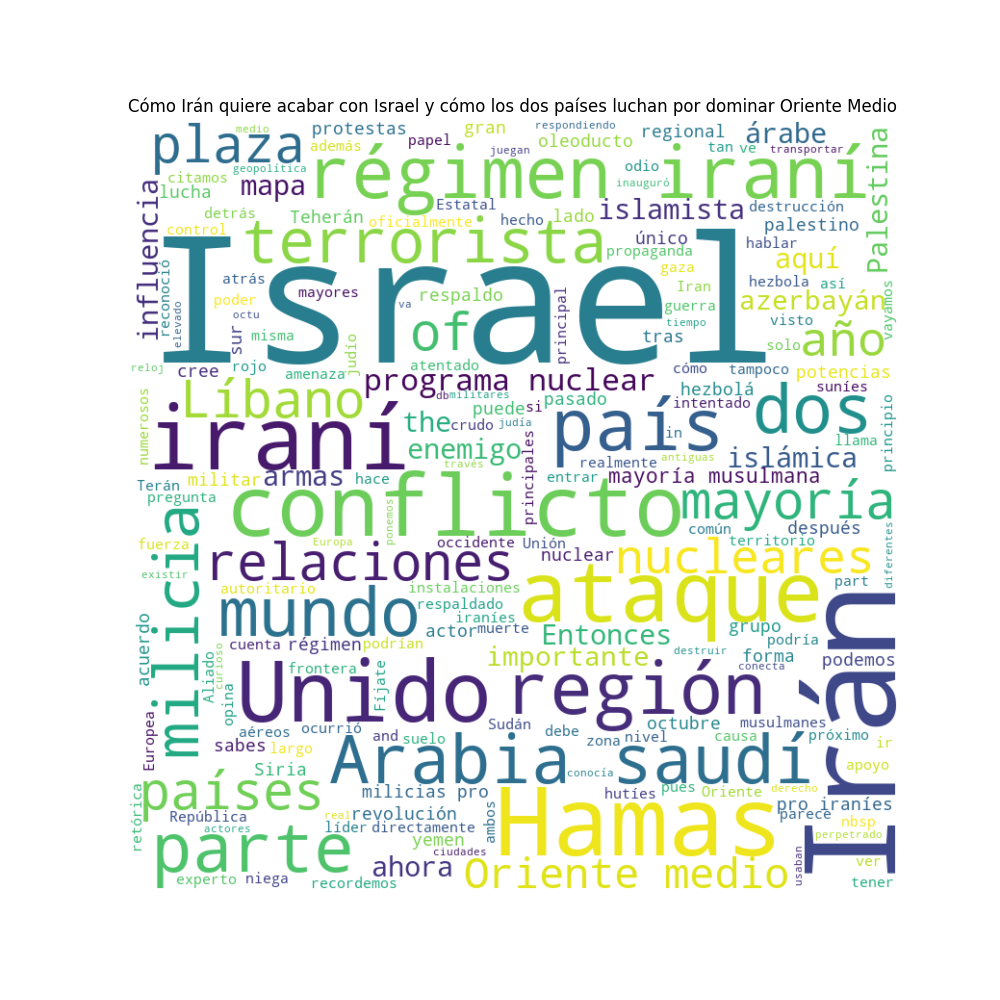 Cómo Irán quiere acabar con Israel y cómo los dos países luchan por dominar Oriente Medio
medio
protestas
gran
respondiendo
regional
árabe
plaza
además
papel
oleoducto
tan
ve
transportar
juegan
geopolítica
régimen iraní
odio
inauguró
citamos
lucha
mapa
Estatal
islamista
destrucción
Palestina
influencia
detrás
Teherán
oficialmente
hecho
lado
palestino
control
terrorista
único
hablar
propaganda
aquí
reconoció
Israel
atrás
mayores
respaldo
principal
gaza
Iran
hezbola
así
elevado
poder
va
guerra
azerbayán
vayamos
octu
of
tiempo
visto
año
sur
misma
judío
tras
solo
reloj
cree
rojo
amenaza
atentado
cómo
tampoco
potencias
programa nuclear
hezbolá
suníes
Líbano
db
militares
pasado
intentado
dos
numerosos
iraní
the
crudo
puede
si
judía
país
in
llama
principio
enemigo
principales
realmente
antiguas
islámica
través
Terán
militar
armas
hace
entrar
mayoría musulmana
pregunta
conflicto
mayoría
milicia
ponemos
común
después
fuerza
Europa
occidente
Unión
territorio
diferentes
relaciones
nuclear
nucleares
existir
autoritario
instalaciones
ataque
part
mundo
respaldado
iraníes
acuerdo
actor
muerte
Entonces
grupo
podría
Irán
cuenta
régimen
podrían
importante
destruir
forma
podemos
Aliado
curioso
frontera
Fíjate
conecta
Unido
región
opina
Europea
aéreos
ocurrió
and
suelo
Sudán
debe
zona
nivel
octubre
musulmanes
causa
próximo
ir
sabes
largo
Arabia saudí
apoyo
Siria
conocía
países
milicias pro
hutíes
pues
Oriente
derecho
pro iraníes
retórica
República
real
revolución
ambos
Hamas
parece
nbsp
actores
líder
directamente
perpetrado
parte
yemen
ciudades
usaban
ver
ahora
experto
niega
recordemos
Oriente medio
tener